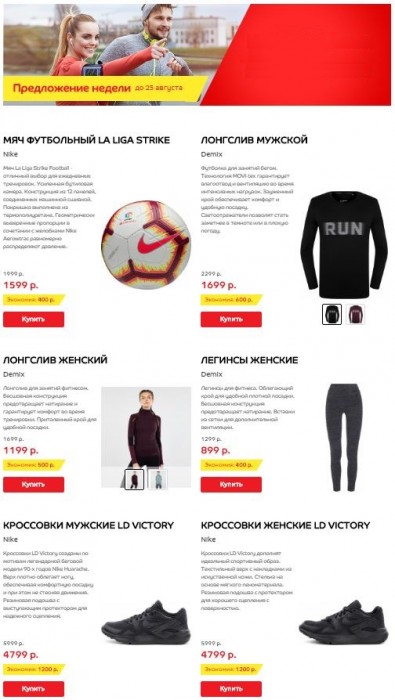 Предложение недели до 25 августа
МЯЧ ФУТБОЛЬНЫЙ LA LIGA STRIKE
Nike
Мяч La Liga Strike Football -
отличный выбор для ежедневных
тренировок. Усиленная бутиловая
камера. Конструкция из 12 панелей,
соединенных машинной сшивкой.
Покрышка выполнена из
термополиуретана. Геометрически
выверенные пропорции в
сочетании с желобками Nike
Aerowtrac равномерно
распределяют давление.
1999 р.
1599 р.
Экономия: 400 р.
Купить
ЛОНГСЛИВ МУЖСКОЙ
Demix
Футболка для занятий бегом.
Технология MOVI-tex гарантирует
влагоотвод и вентиляцию во время
интенсивных нагрузок. Зауженный
крой обеспечивает комфорт и
удобную посадку.
Светоотражатели позволят стать
заметнее в темноте или в плохую
погоду.
RUN
2299 р.
1699 р.
Экономия: 600 р.
Купить
ЛОНГСЛИВ ЖЕНСКИЙ
Demix
Лонгслив для занятий фитнесом.
Бесшовная конструкция
предотвращает натирание и
гарантирует комфорт во время
тренировки. Приталенный крой для
удобной посадки.
1699 р.
1199 р.
Экономия: 500 р.
Купить
ЛЕГИНСЫ ЖЕНСКИЕ
Demix
Легинсы для фитнеса. Облегающий
крой для удобной плотной посадки.
Бесшовная конструкция
предотвращает натирание. Вставки
из сетки для дополнительной
вентиляции.
1299 р.
899 р.
Экономия: 400 р.
Купить
КРОССОВКИ МУЖСКИЕ LD VICTORY
Nike
Кроссовки LD Victory созданы по
мотивам легендарной беговой
модели 90-х годов Nike Huarache.
Верх плотно облегает ногу,
обеспечивая комфортную посадку
и при этом не стесняя движения.
Резиновая подошва с
выступающим протектором для
надежного сцепления.
5999 р.
4799 р.
Экономия: 1200 р.
Купить
КРОССОВКИ ЖЕНСКИЕ LD VICTORY
Nike
Кроссовки LD Victory дополнят
идеальный спортивный образ.
Текстильный верх с накладками из
искусственной кожи. Стелька на
основе мягкого пеноматериала.
Резиновая подошва с протектором
для хорошего сцепления с
поверхностью.
5999 р.
4799 р.
Экономия: 1200 р.
Купить